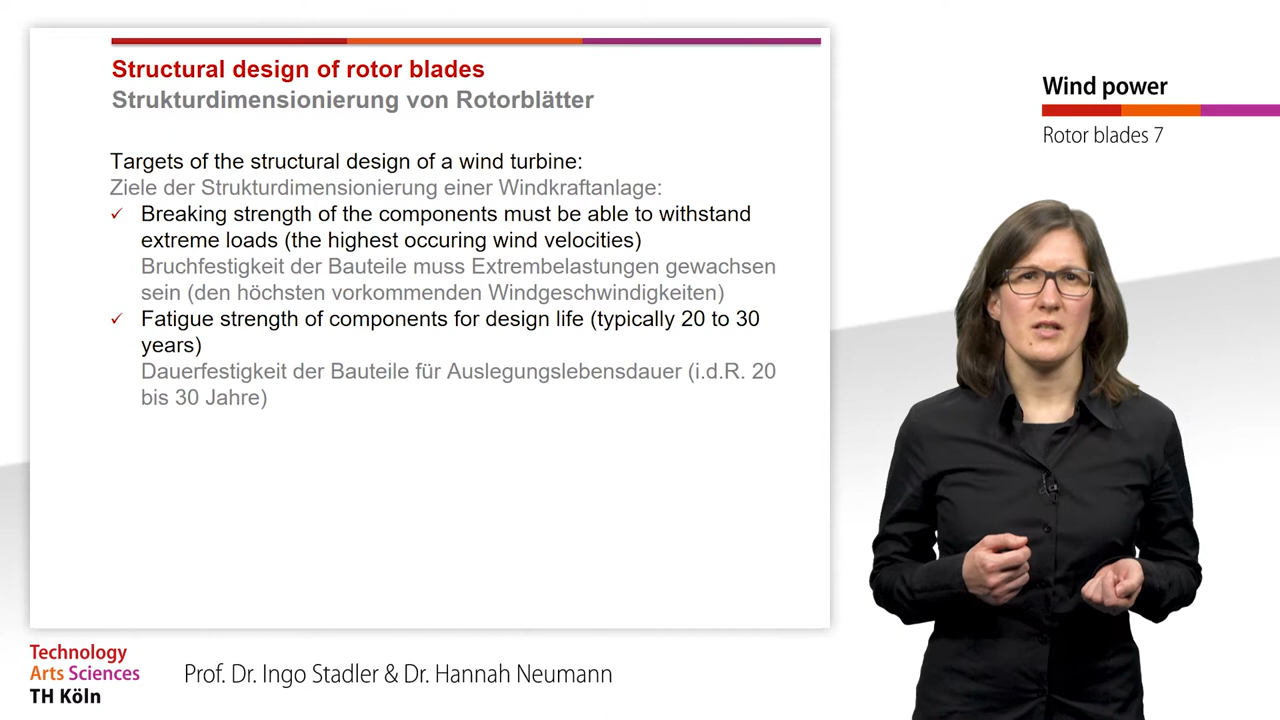 Structural design of rotor blades
Strukturdimensionierung von Rotorblätter
Targets of the structural design of a wind turbine:
Ziele der Strukturdimensionierung einer Windkraftanlage:
✓ Breaking strength of the components must be able to withstand
extreme loads (the highest occuring wind velocities)
Bruchfestigkeit der Bauteile muss Extrembelastungen gewachsen
sein (den höchsten vorkommenden Windgeschwindigkeiten)
✓ Fatigue strength of components for design life (typically 20 to 30
years)
Dauerfestigkeit der Bauteile für Auslegungslebensdauer (i.d.R. 20
bis 30 Jahre)
Wind power
Rotor blades 7
Technology
Arts Sciences
TH Köln
Prof. Dr. Ingo Stadler & Dr. Hannah Neumann